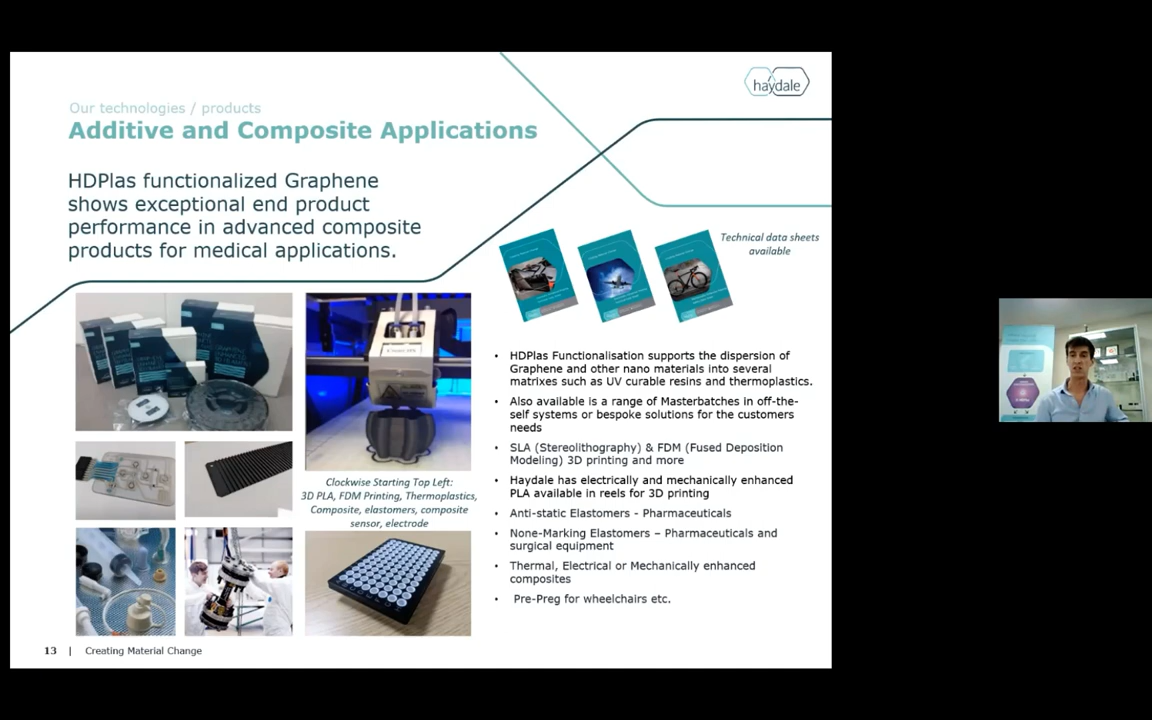 haydale
Our technologies / products
Additive and Composite Applications
HDPlas functionalized Graphene
shows exceptional end product
performance in advanced composite
products for medical applications.
Technical data sheets
available
• HDPlas Functionalisation supports the dispersion of
Graphene and other nano materials into several
matrixes such as UV curable resins and thermoplastics.
• Also available is a range of Masterbatches in off-the-
self systems or bespoke solutions for the customers
needs
• SLA (Stereolithography) & FDM (Fused Deposition
Modeling) 3D printing and more
• Haydale has electrically and mechanically enhanced
PLA available in reels for 3D printing
• Anti-static Elastomers - Pharmaceuticals
• None-Marking Elastomers – Pharmaceuticals and
surgical equipment
• Thermal, Electrical or Mechanically enhanced
composites
• Pre-Preg for wheelchairs etc.
Clockwise Starting Top Left:
3D PLA, FDM Printing, Thermoplastics,
Composite, elastomers, composite
sensor, electrode
13 | Creating Material Change